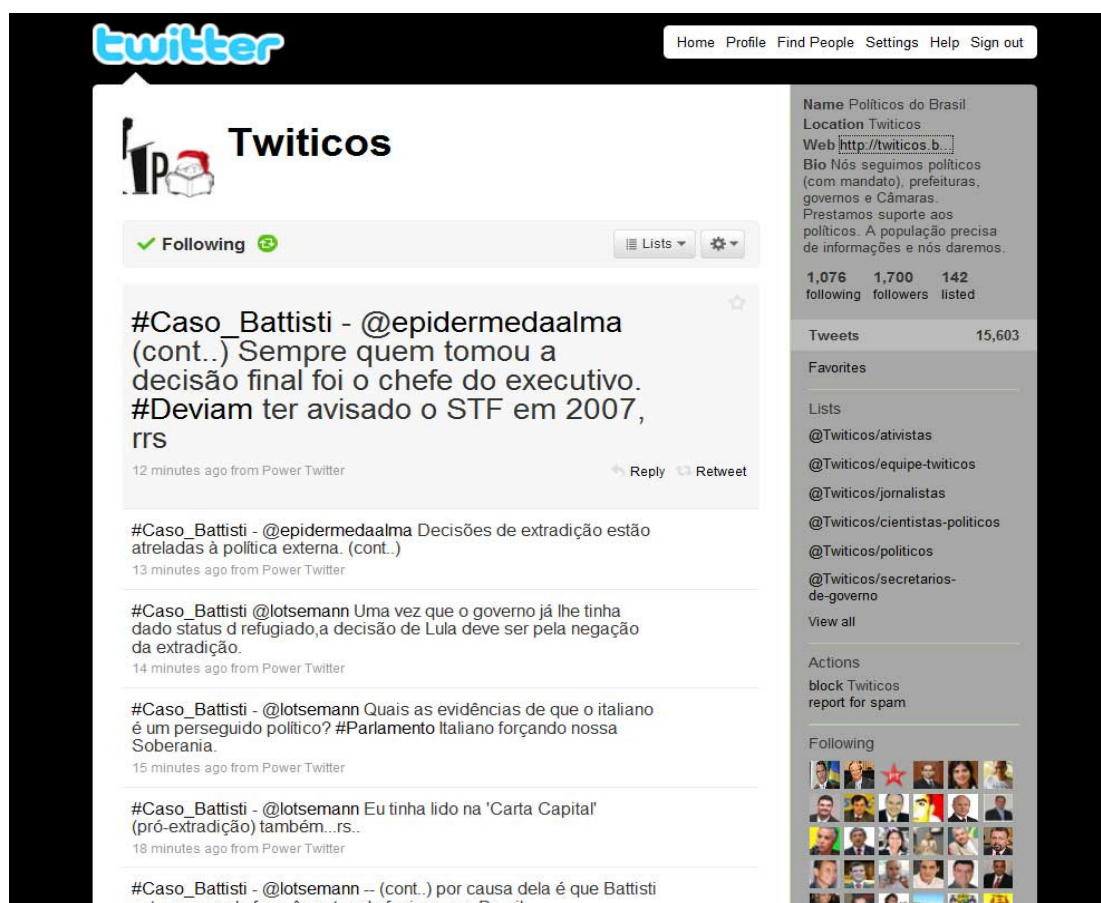 twitter
Home Profile Find People Settings Help Sign out
Twiticos
Following
Lists
#Caso_Battisti - @epidermedaalma
(cont..) Sempre quem tomou a
decisão final foi o chefe do executivo.
#Deviam ter avisado o STF em 2007,
rrs
12 minutes ago from Power Twitter
Reply Retweet
#Caso_Battisti - @epidermedaalma Decisões de extradição estão
atreladas à política externa. (cont..)
13 minutes ago from Power Twitter
#Caso_Battisti @lotsemann Uma vez que o governo já lhe tinha
dado status d refugiado,a decisão de Lula deve ser pela negação
da extradição.
14 minutes ago from Power Twitter
#Caso_Battisti - @lotsemann Quais as evidências de que o italiano
é um perseguido político? #Parlamento Italiano forçando nossa
Soberania.
15 minutes ago from Power Twitter
#Caso_Battisti - @lotsemann Eu tinha lido na 'Carta Capital'
(pró-extradição) também...rs..
18 minutes ago from Power Twitter
#Caso_Battisti - @lotsemann -- (cont..) por causa dela é que Battisti
Name Políticos do Brasil
Location Twiticos
Web http://twiticos.b...
Bio Nós seguimos políticos
(com mandato), prefeituras,
governos e Câmaras.
Prestamos suporte aos
políticos. A população precisa
de informações e nós daremos.
1,076 1,700 142
following followers listed
Tweets 15,603
Favorites
Lists
@Twiticos/ativistas
@Twiticos/equipe-twiticos
@Twiticos/jornalistas
@Twiticos/cientistas-politicos
@Twiticos/politicos
@Twiticos/secretarios-
de-governo
View all
Actions
block Twiticos
report for spam
Following